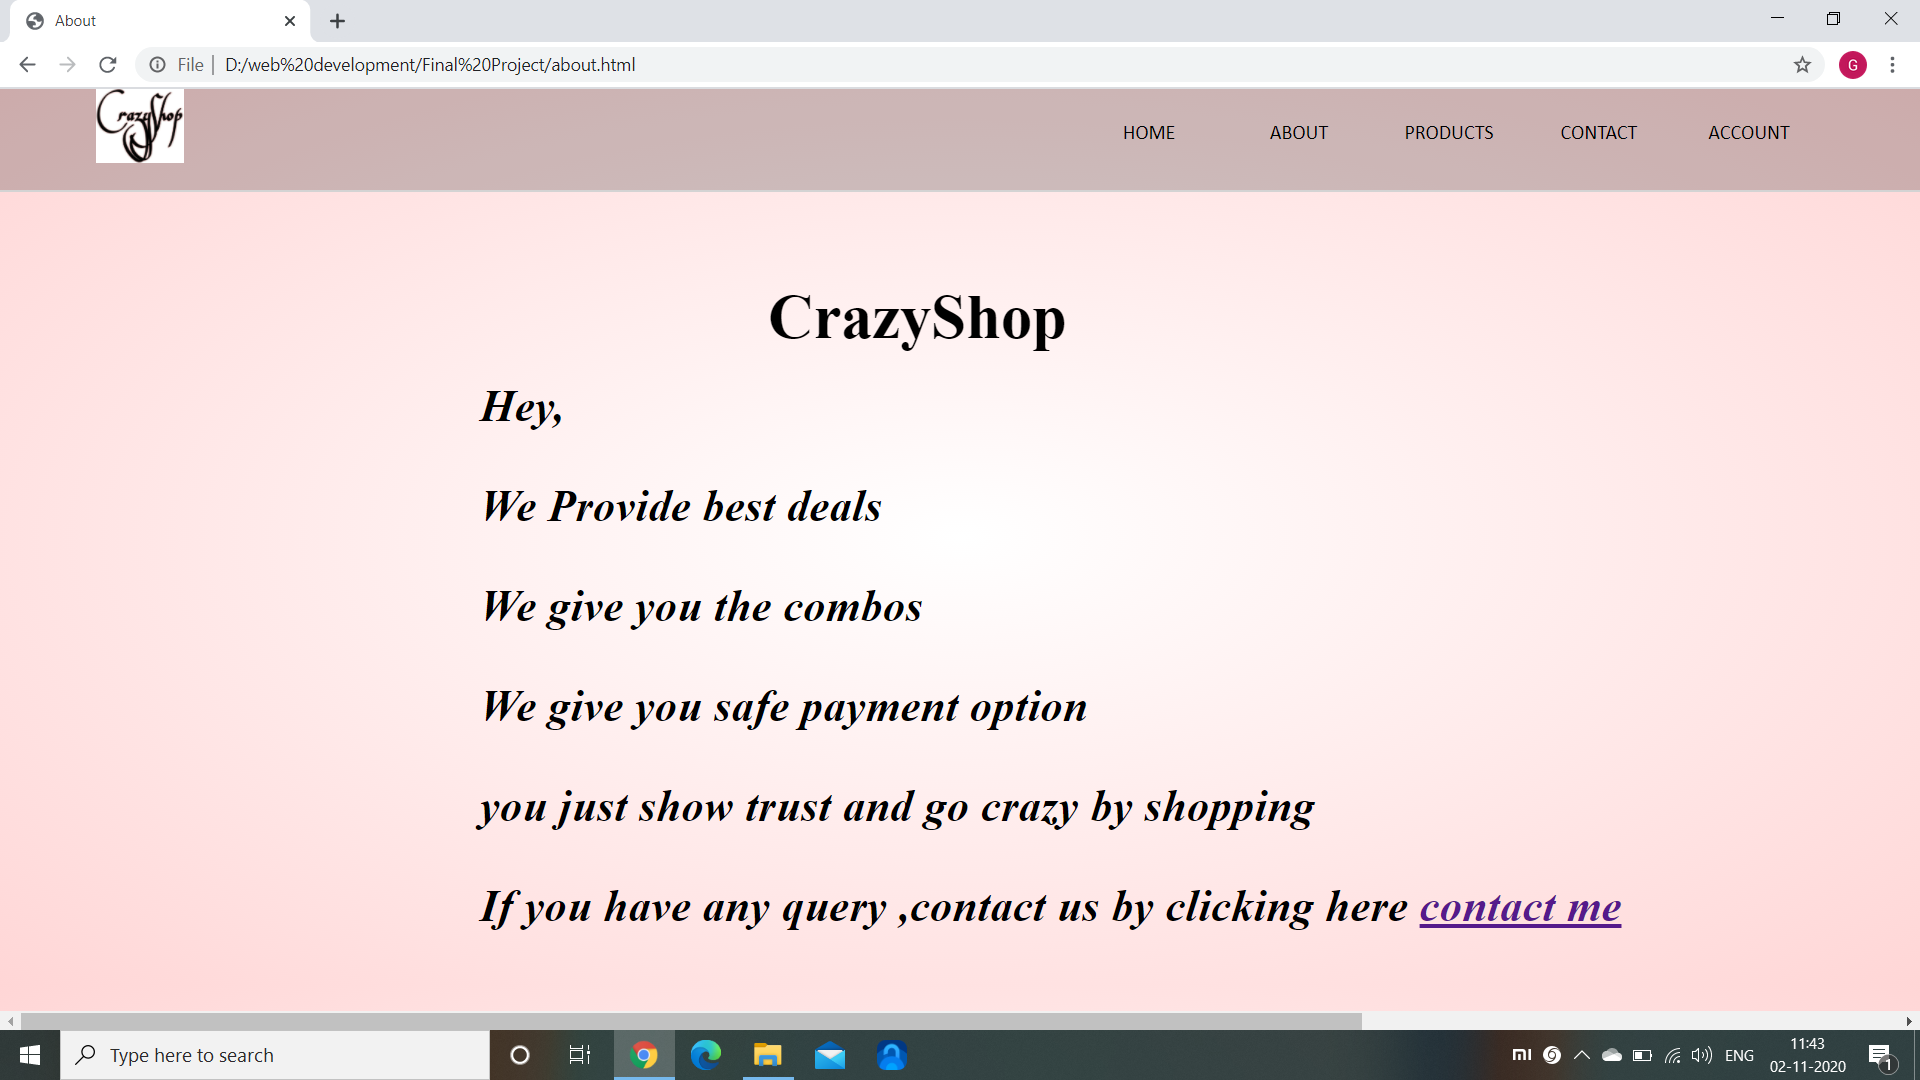 About
File | D:/web%20development/Final%20Project/about.html
G
CrazyShop
HOME ABOUT PRODUCTS CONTACT ACCOUNT
CrazyShop
Hey,
We Provide best deals
We give you the combos
We give you safe payment option
you just show trust and go crazy by shopping
If you have any query ,contact us by clicking here contact me
Type here to search
mi
ENG
11:43
02-11-2020
1